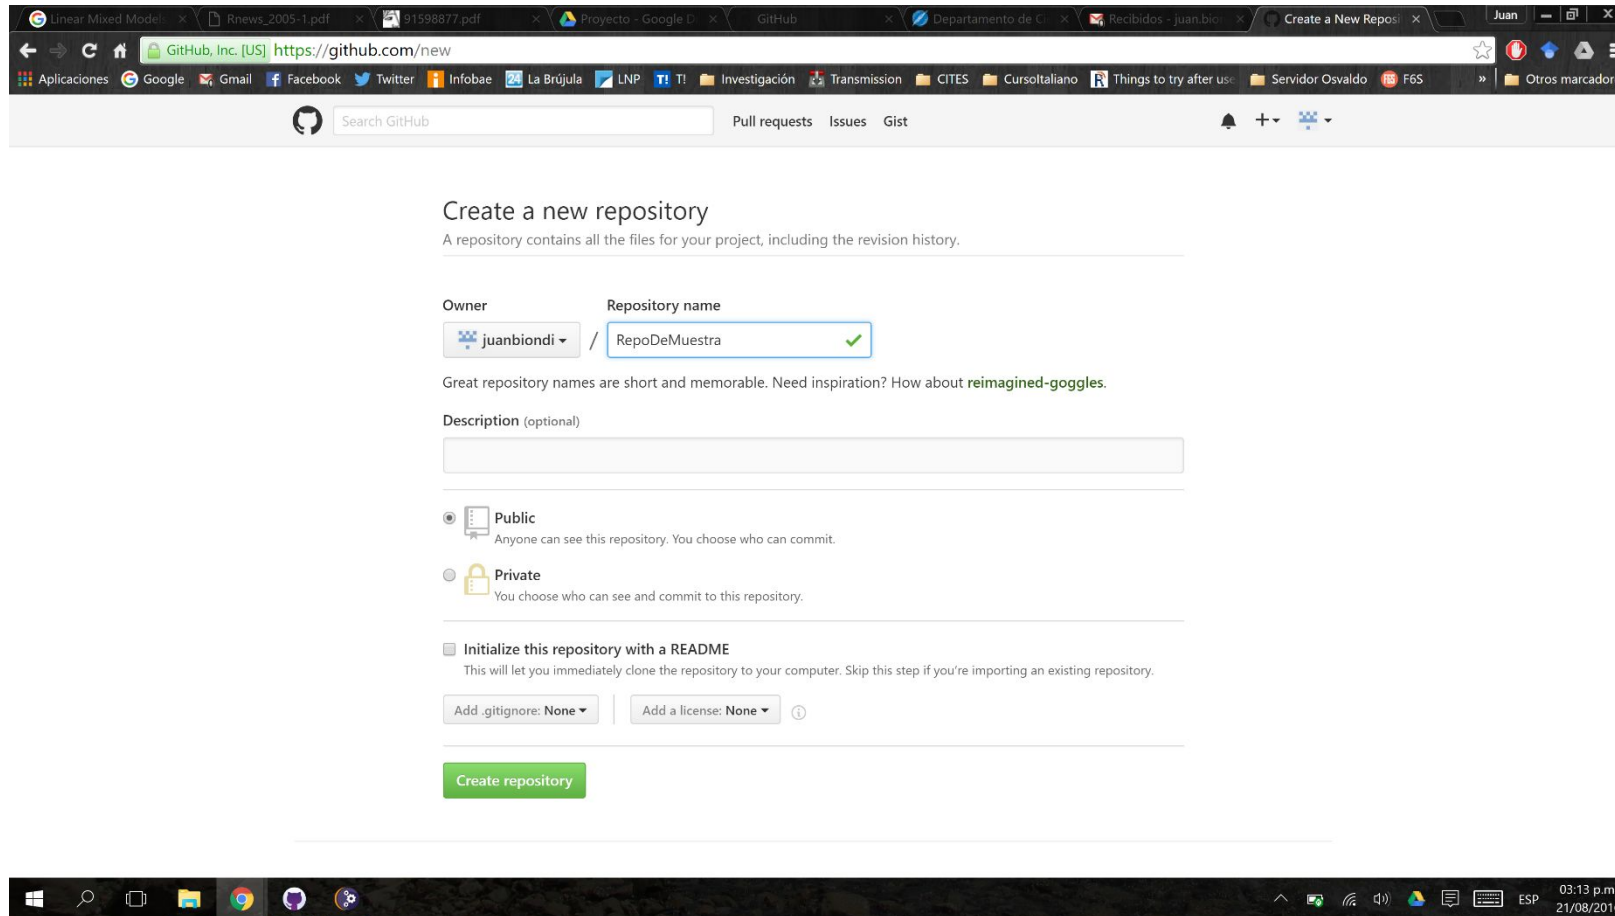 Linear Mixed Models Rnews_2005-1.pdf 91598877.pdf Proyecto - Google D GitHub Departamento de Ci Recibidos - juan.bion Create a New Reposi Juan
GitHub, Inc. [US] https://github.com/new
Aplicaciones Google Gmail Facebook Twitter Infobae 24 La Brújula LNP T! T! Investigación Transmission CITES CursoItaliano Things to try after use Servidor Osvaldo F6S » Otros marcador
Search GitHub Pull requests Issues Gist
Create a new repository
A repository contains all the files for your project, including the revision history.
Owner Repository name
juanbiondi / RepoDeMuestra
Great repository names are short and memorable. Need inspiration? How about reimagined-goggles.
Description (optional)
Public
Anyone can see this repository. You choose who can commit.
Private
You choose who can see and commit to this repository.
Initialize this repository with a README
This will let you immediately clone the repository to your computer. Skip this step if you're importing an existing repository.
Add .gitignore: None Add a license: None
Create repository
ESP 03:13 p.m
21/08/201